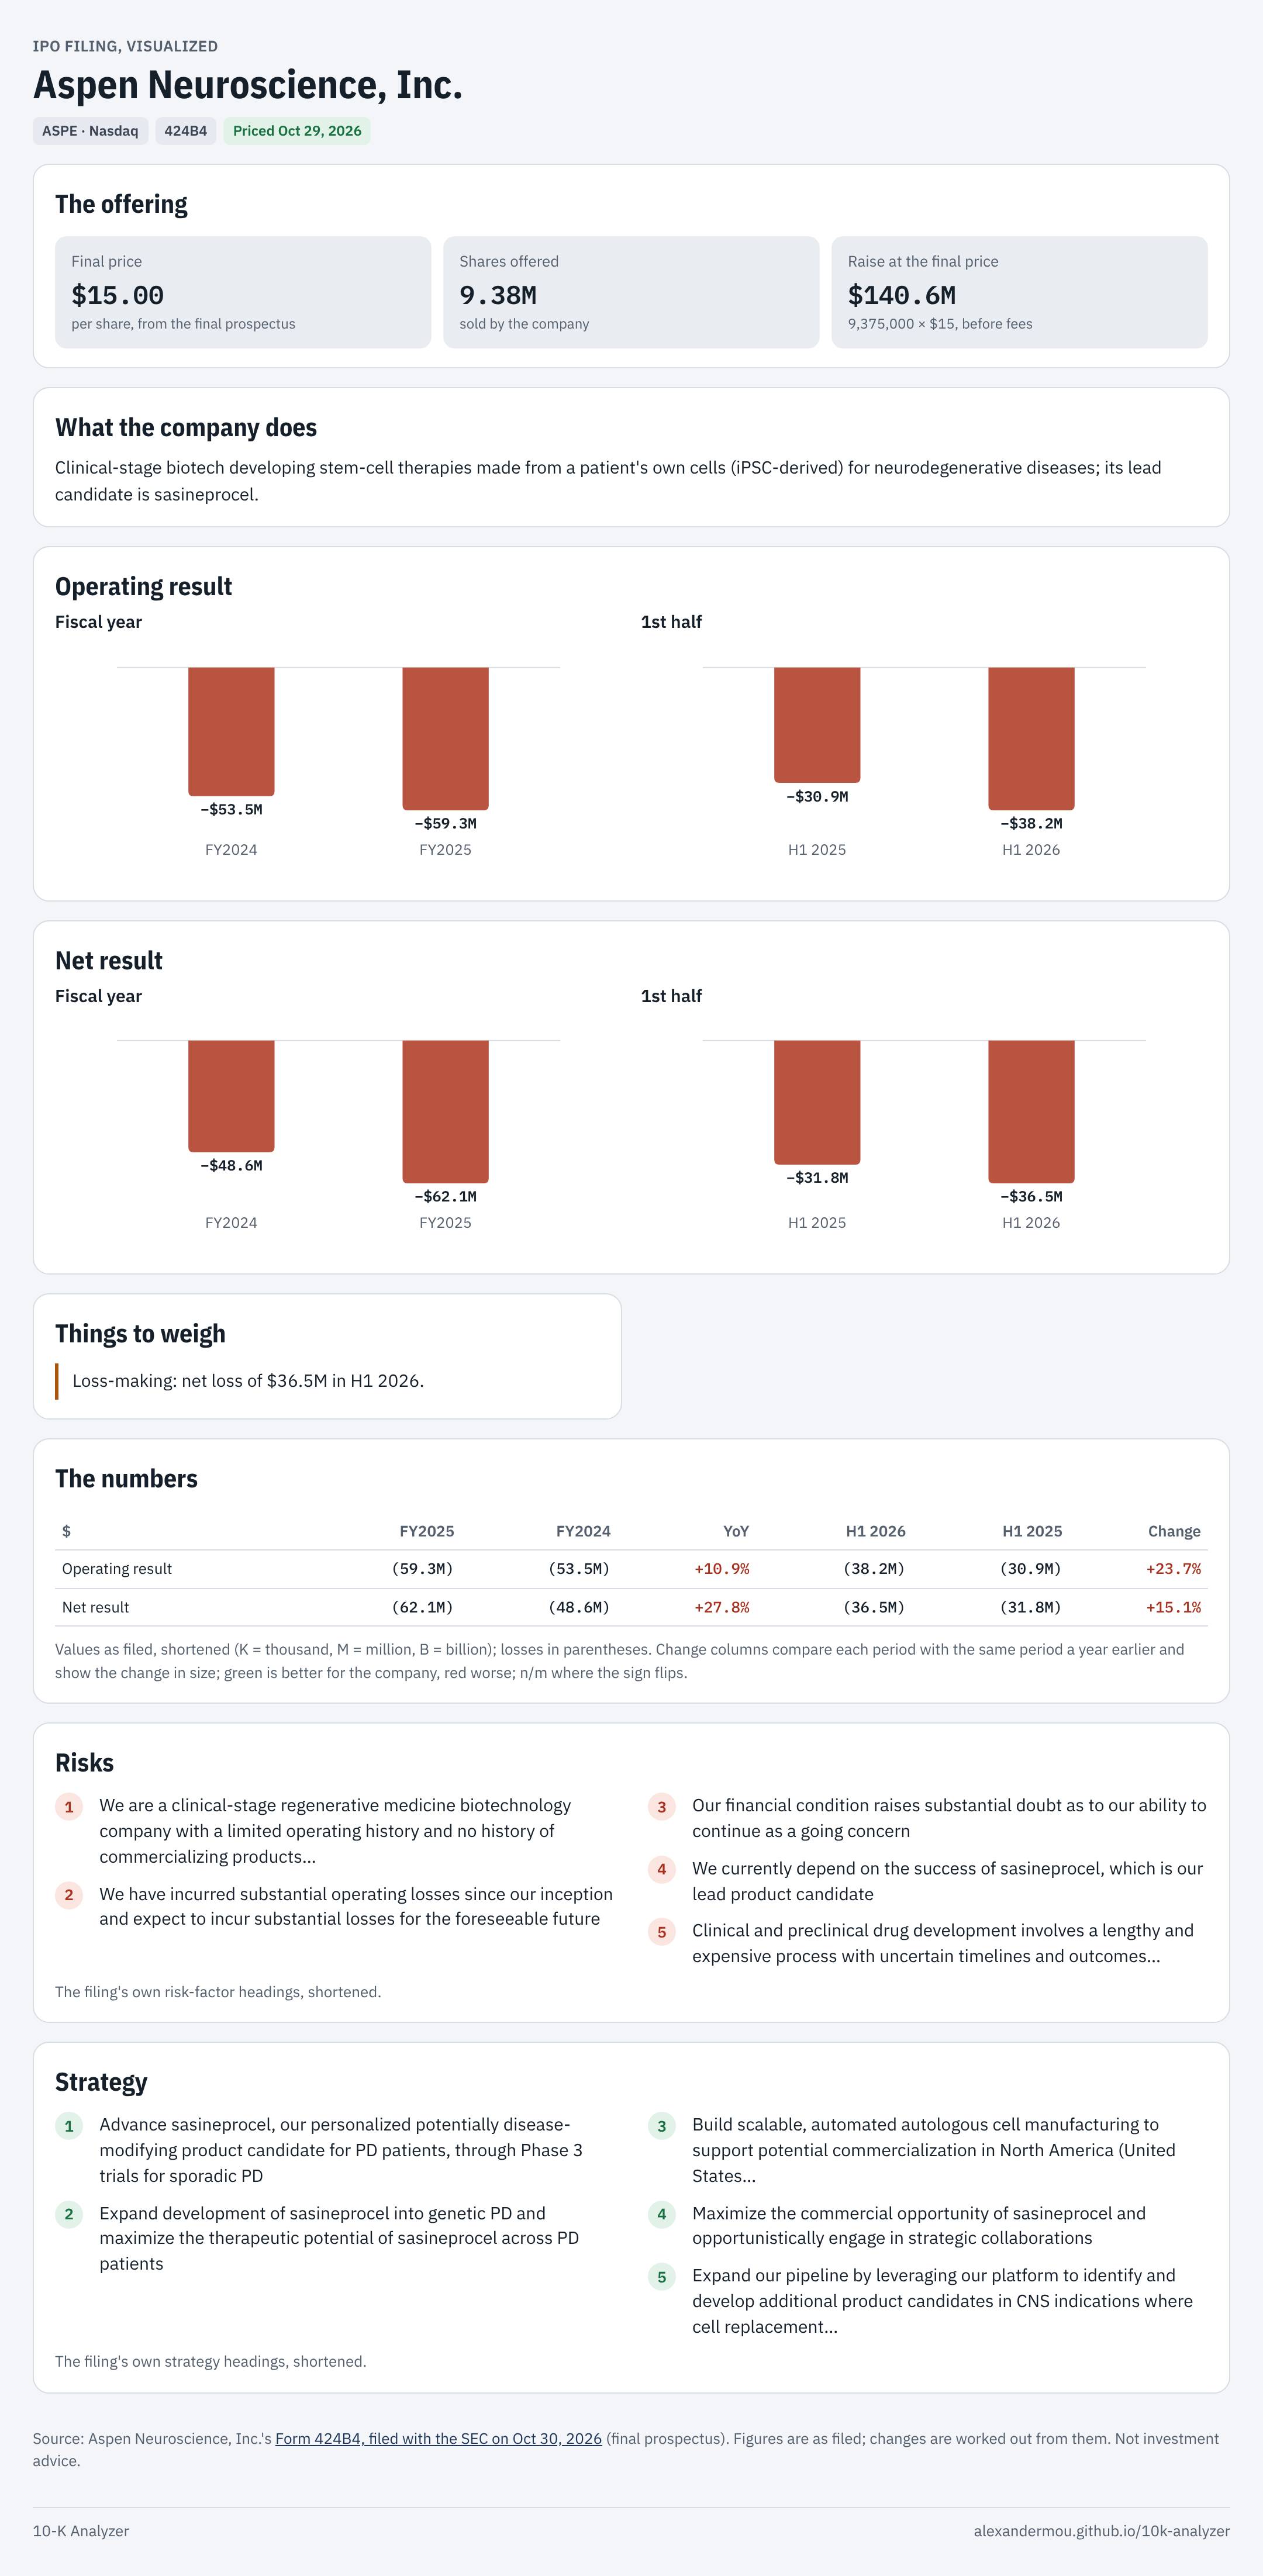 IPO FILING, VISUALIZED
Aspen Neuroscience, Inc.
ASPE · Nasdaq 424B4 Priced Oct 29, 2026
The offering
Final price
$15.00
per share, from the final prospectus
Shares offered
9.38M
sold by the company
Raise at the final price
$140.6M
9,375,000 × $15, before fees
What the company does
Clinical-stage biotech developing stem-cell therapies made from a patient's own cells (iPSC-derived) for neurodegenerative diseases; its lead
candidate is sasineprocel.
Operating result
Fiscal year
−$53.5M
−$59.3M
FY2024 FY2025
1st half
−$30.9M
−$38.2M
H1 2025 H1 2026
Net result
Fiscal year
−$48.6M
−$62.1M
FY2024 FY2025
1st half
−$31.8M
−$36.5M
H1 2025 H1 2026
Things to weigh
Loss-making: net loss of $36.5M in H1 2026.
The numbers
$ FY2025 FY2024 YoY H1 2026 H1 2025 Change
Operating result (59.3M) (53.5M) +10.9% (38.2M) (30.9M) +23.7%
Net result (62.1M) (48.6M) +27.8% (36.5M) (31.8M) +15.1%
Values as filed, shortened (K = thousand, M = million, B = billion); losses in parentheses. Change columns compare each period with the same period a year earlier and
show the change in size; green is better for the company, red worse; n/m where the sign flips.
Risks
1 We are a clinical-stage regenerative medicine biotechnology
company with a limited operating history and no history of
commercializing products…
2 We have incurred substantial operating losses since our inception
and expect to incur substantial losses for the foreseeable future
3 Our financial condition raises substantial doubt as to our ability to
continue as a going concern
4 We currently depend on the success of sasineprocel, which is our
lead product candidate
5 Clinical and preclinical drug development involves a lengthy and
expensive process with uncertain timelines and outcomes…
The filing's own risk-factor headings, shortened.
Strategy
1 Advance sasineprocel, our personalized potentially disease-
modifying product candidate for PD patients, through Phase 3
trials for sporadic PD
2 Expand development of sasineprocel into genetic PD and
maximize the therapeutic potential of sasineprocel across PD
patients
3 Build scalable, automated autologous cell manufacturing to
support potential commercialization in North America (United
States…
4 Maximize the commercial opportunity of sasineprocel and
opportunistically engage in strategic collaborations
5 Expand our pipeline by leveraging our platform to identify and
develop additional product candidates in CNS indications where
cell replacement…
The filing's own strategy headings, shortened.
Source: Aspen Neuroscience, Inc.'s Form 424B4, filed with the SEC on Oct 30, 2026 (final prospectus). Figures are as filed; changes are worked out from them. Not investment
advice.
10-K Analyzer alexandermou.github.io/10k-analyzer